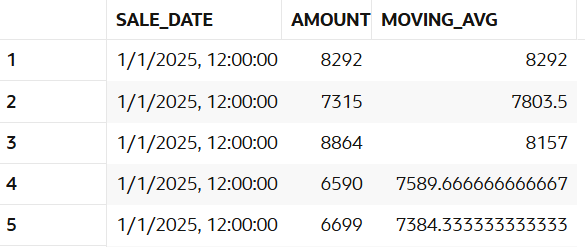 SALE_DATE AMOUNT MOVING_AVG
1 1/1/2025, 12:00:00 8292 8292
2 1/1/2025, 12:00:00 7315 7803.5
3 1/1/2025, 12:00:00 8864 8157
4 1/1/2025, 12:00:00 6590 7589.666666666667
5 1/1/2025, 12:00:00 6699 7384.333333333333